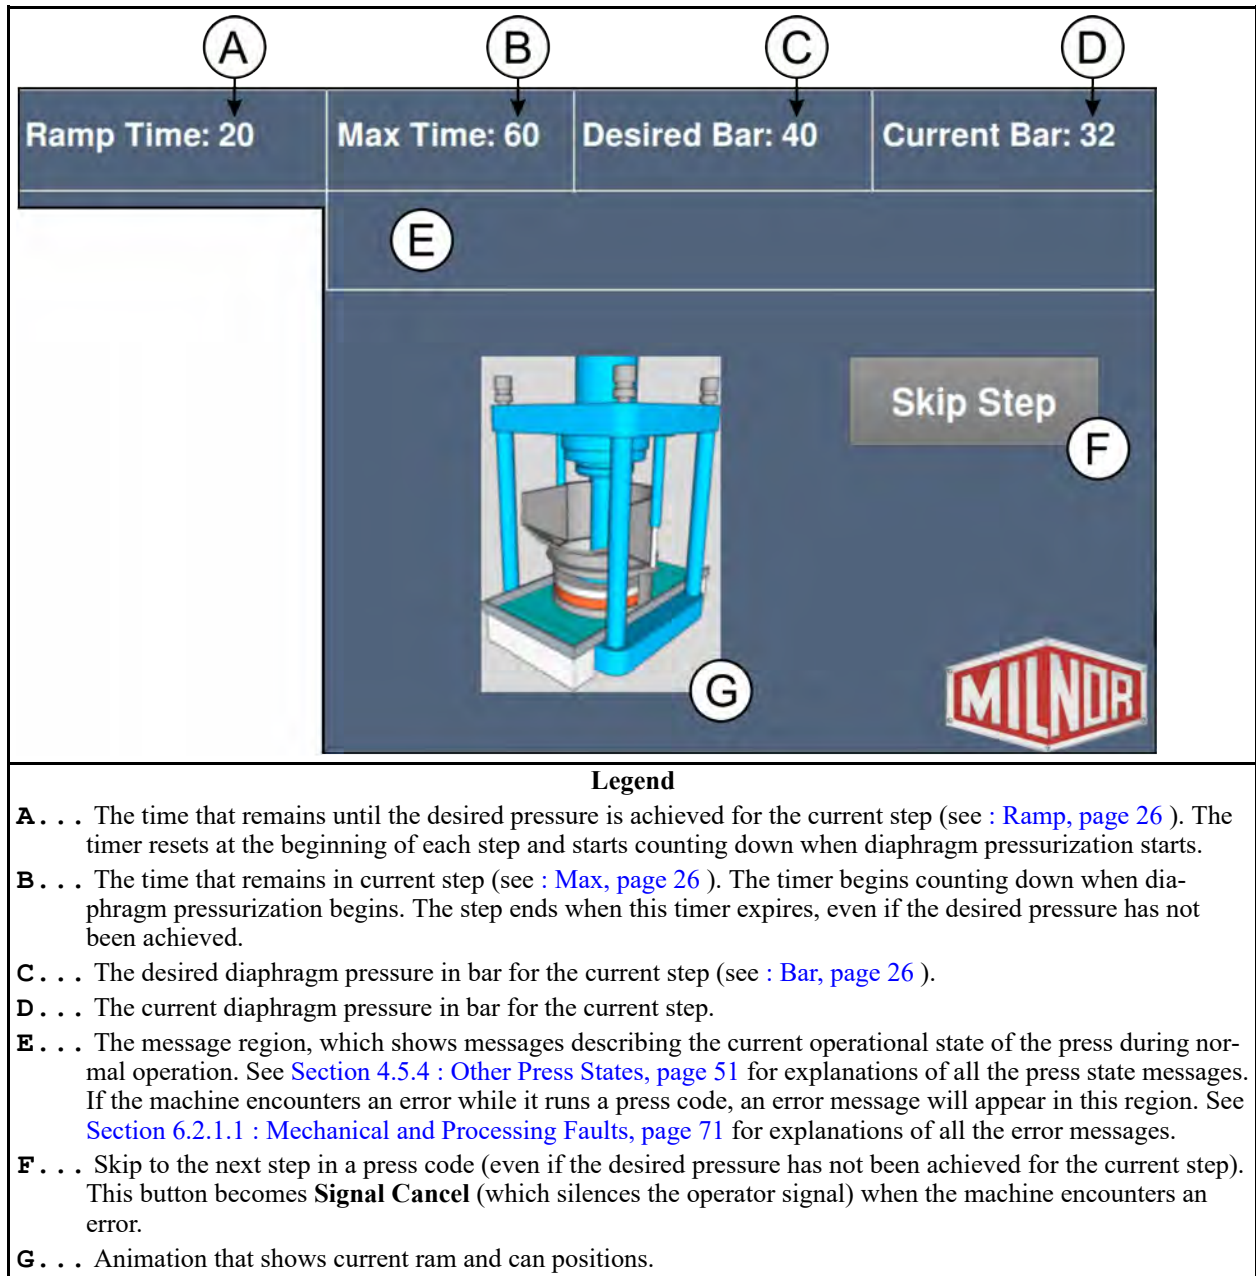 A
B
C
D
Ramp Time: 20
Max Time: 60
Desired Bar: 40
Current Bar: 32
E
Skip Step
F
G
MILNOR
Legend
A... The time that remains until the desired pressure is achieved for the current step (see : Ramp, page 26 ). The
timer resets at the beginning of each step and starts counting down when diaphragm pressurization starts.
B... The time that remains in current step (see : Max, page 26 ). The timer begins counting down when dia-
phragm pressurization begins. The step ends when this timer expires, even if the desired pressure has not
been achieved.
C... The desired diaphragm pressure in bar for the current step (see : Bar, page 26 ).
D... The current diaphragm pressure in bar for the current step.
E... The message region, which shows messages describing the current operational state of the press during nor-
mal operation. See Section 4.5.4 : Other Press States, page 51 for explanations of all the press state messages.
If the machine encounters an error while it runs a press code, an error message will appear in this region. See
Section 6.2.1.1 : Mechanical and Processing Faults, page 71 for explanations of all the error messages.
F... Skip to the next step in a press code (even if the desired pressure has not been achieved for the current step).
This button becomes Signal Cancel (which silences the operator signal) when the machine encounters an
error.
G... Animation that shows current ram and can positions.